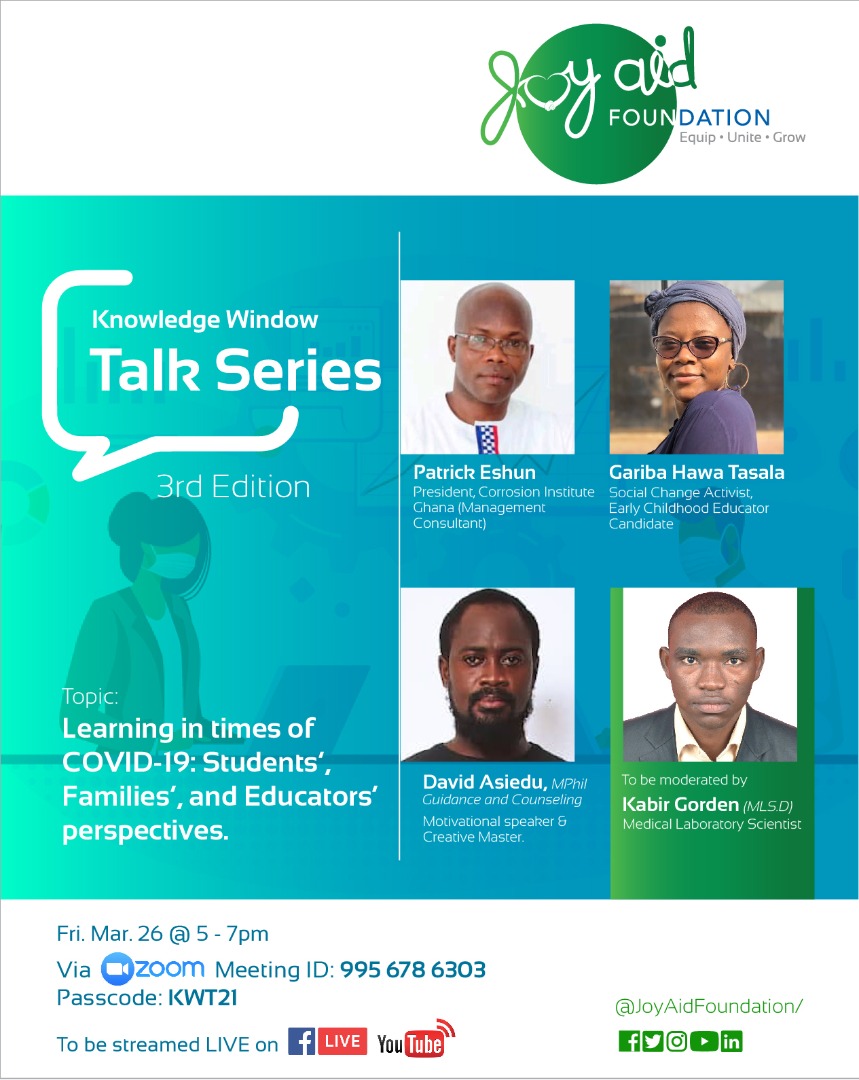 Joy aid
FOUNDATION
Equip • Unite • Grow
Knowledge Window
Talk Series
3rd Edition
Topic:
Learning in times of
COVID-19: Students’,
Families’, and Educators’
perspectives.
Patrick Eshun
President, Corrosion Institute
Ghana (Management
Consultant)
Gariba Hawa Tasala
Social Change Activist,
Early Childhood Educator
Candidate
David Asiedu, MPhil
Guidance and Counseling
Motivational speaker &
Creative Master.
To be moderated by
Kabir Gorden (MLS.D)
Medical Laboratory Scientist
Fri. Mar. 26 @ 5 - 7pm
Via zoom Meeting ID: 995 678 6303
Passcode: KWT21
To be streamed LIVE on f LIVE YouTube
@JoyAidFoundation/